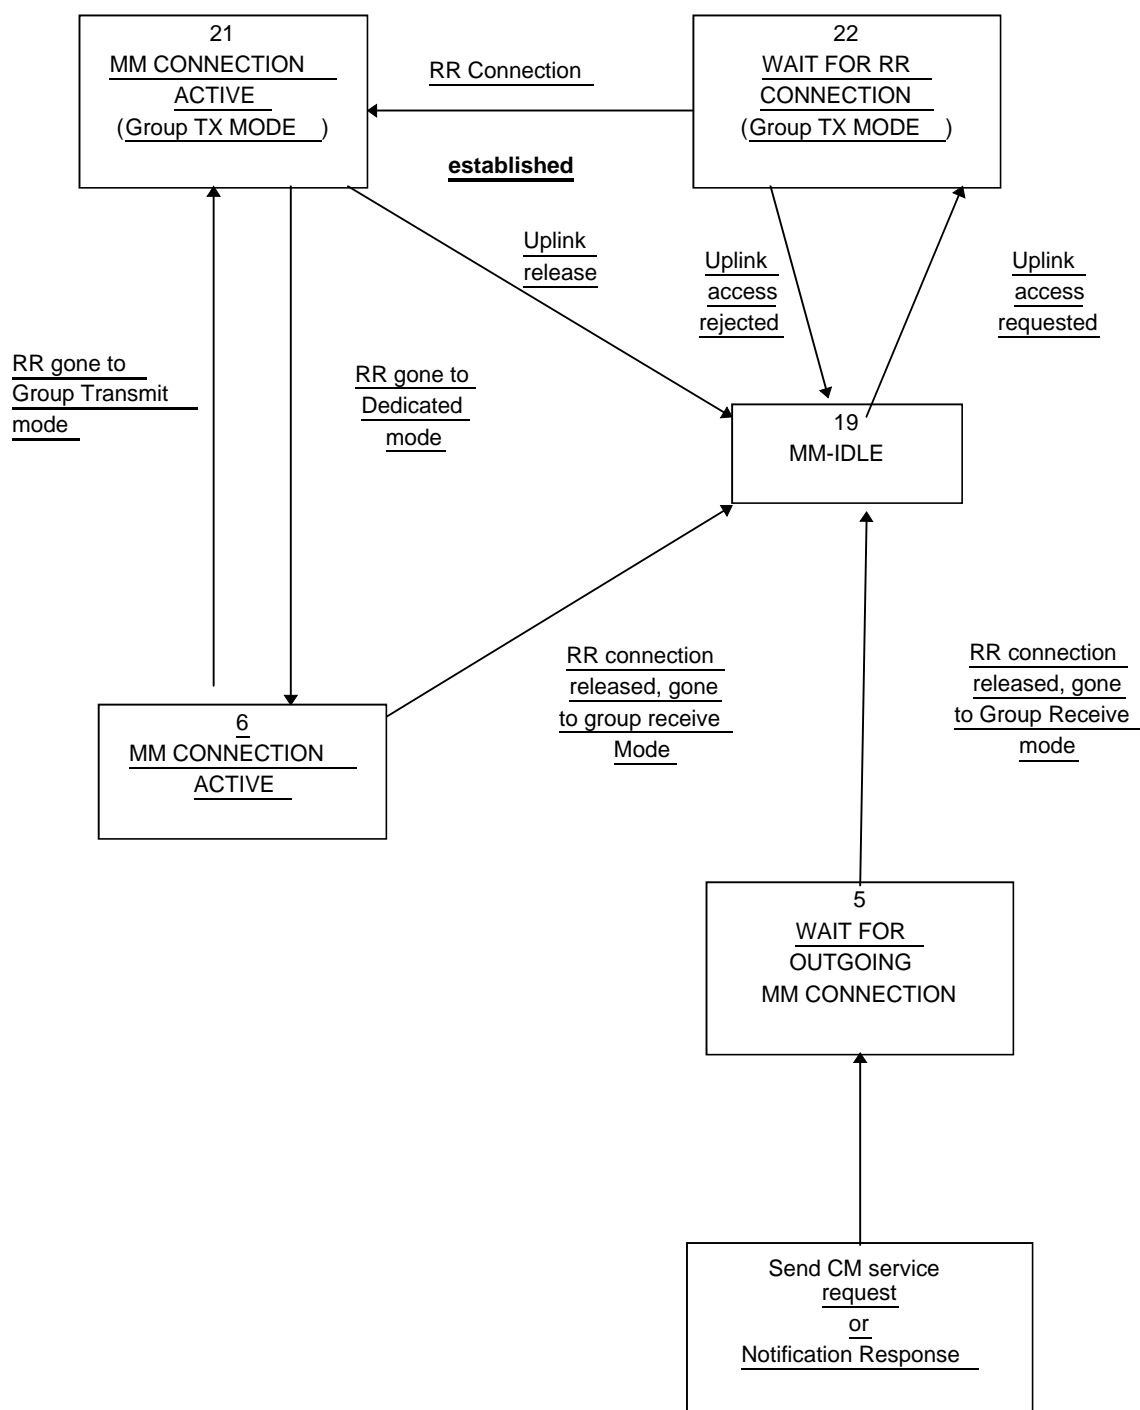 21
MM CONNECTION
ACTIVE
(Group TX MODE )
RR Connection
established
22
WAIT FOR RR
CONNECTION
(Group TX MODE )
Uplink
release
Uplink
access
rejected
Uplink
access
requested
RR gone to
Group Transmit
mode
RR gone to
Dedicated
mode
19
MM-IDLE
RR connection
released, gone
to group receive
Mode
RR connection
released, gone
to Group Receive
mode
6
MM CONNECTION
ACTIVE
5
WAIT FOR
OUTGOING
MM CONNECTION
Send CM service
request
or
Notification Response